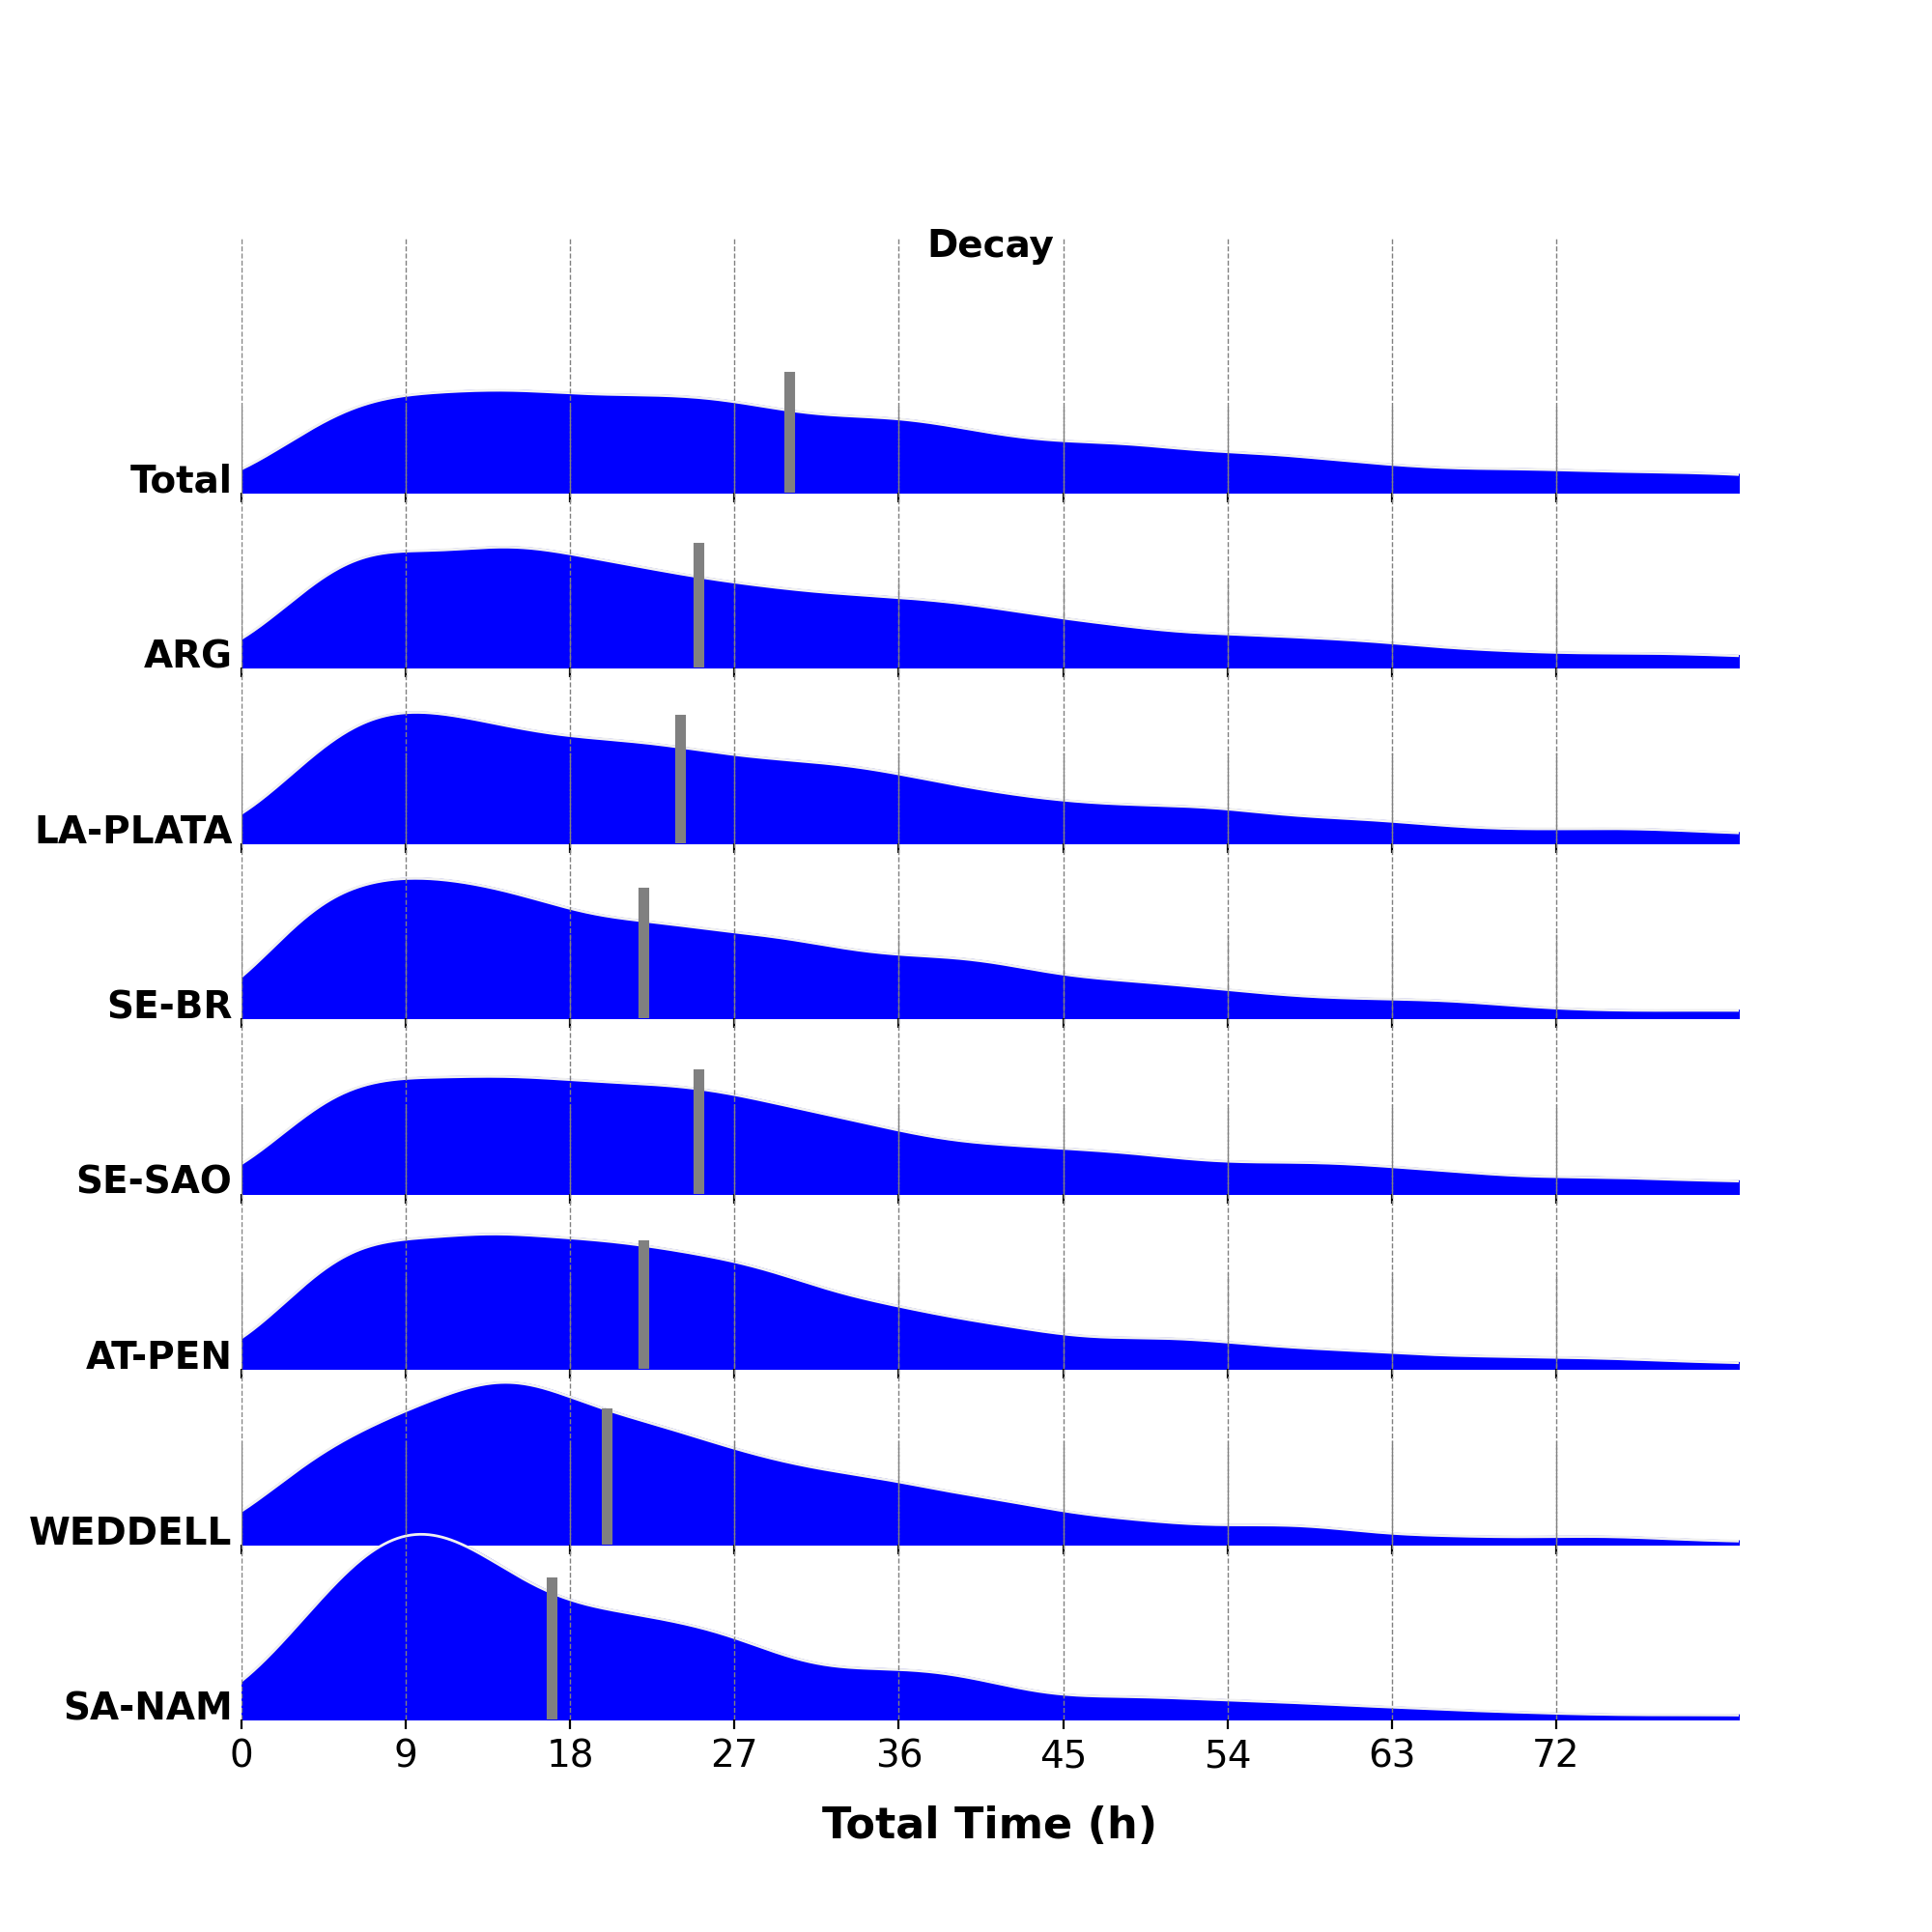 Decay
Total
ARG
LA-PLATA
SE-BR
SE-SAO
AT-PEN
WEDDELL
SA-NAM
0 9 18 27 36 45 54 63 72
Total Time (h)